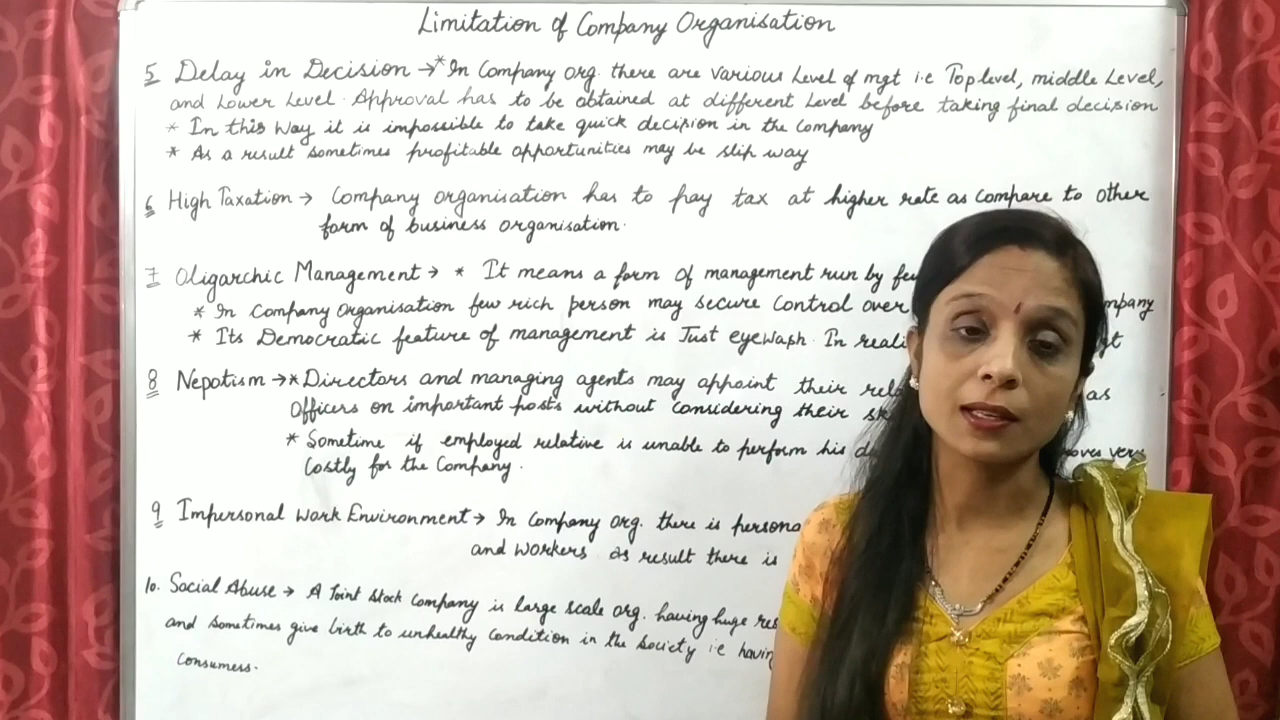 Limitation of Company Organisation
5 Delay in Decision → * In Company org. there are various Level of mgt i.e Top level, middle Level,
and Lower Level. Approval has to be obtained at different Level before taking final decision
* In this way it is impossible to take quick decision in the Company
* As a result sometimes profitable opportunities may be slip way
6 High Taxation → Company organisation has to pay tax at higher rate as compare to other
form of business organisation.
7 Oligarchic Management → * It means a form of management run by few
* In Company Organisation few rich person may secure control over
* Its Democratic feature of management is Just eyewash. In
8 Nepotism → * Directors and managing agents may appoint their as
Officers on important posts without considering their
* Sometime if employed relative is unable to perform his very
Costly for the Company.
9 Impersonal Work Environment → In Company org. there is
and workers as result there is
10. Social Abuse → A Joint Stock Company is large scale org. having huge
and sometimes give birth to unhealthy condition in the society i.e
Consumers.